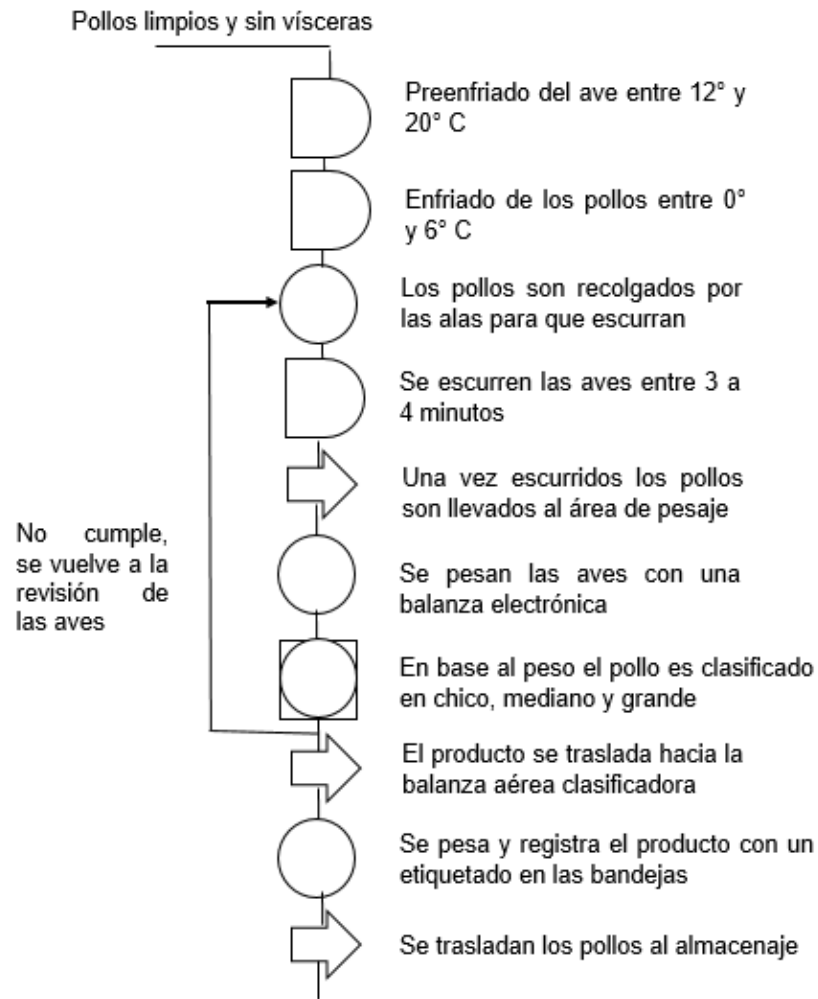 Pollos limpios y sin vísceras
Preenfriado del ave entre 12° y
20° C
Enfriado de los pollos entre 0°
y 6° C
Los pollos son recolgados por
las alas para que escurran
Se escurren las aves entre 3 a
4 minutos
Una vez escurridos los pollos
son llevados al área de pesaje
No cumple,
se vuelve a la
revisión de
las aves
Se pesan las aves con una
balanza electrónica
En base al peso el pollo es clasificado
en chico, mediano y grande
El producto se traslada hacia la
balanza aérea clasificadora
Se pesa y registra el producto con un
etiquetado en las bandejas
Se trasladan los pollos al almacenaje